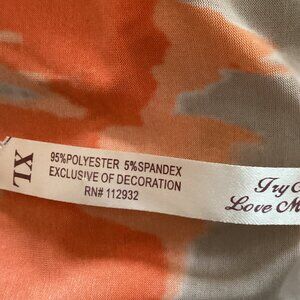 XL
95%POLYESTER 5%SPANDEX
EXCLUSIVE OF DECORATION
RN# 112932
Try
Love